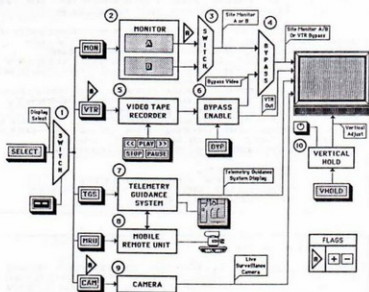 Site Monitor
A or B
Site Monitor A/B
Or VTR Bypass
②
MONITOR
③
④
A
B
MON
R
SWITCH
BYPASS
Bypass Video
VTR
Out
R
VTR
⑤
VIDEO TAPE
RECORDER
⑥
BYPASS
ENABLE
Display
Select
①
SELECT
SWITCH
<< PLAY >>
STOP PAUSE
BYP
Vertical
Adjust
⑩
VERTICAL
HOLD
VHOLD
TGS
⑦
TELEMETRY
GUIDANCE
SYSTEM
Telemetry Guidance
System Display
MRU
⑧
MOBILE
REMOTE UNIT
R
CAM
⑨
CAMERA
Live
Surveillance
Camera
FLAGS
R + -